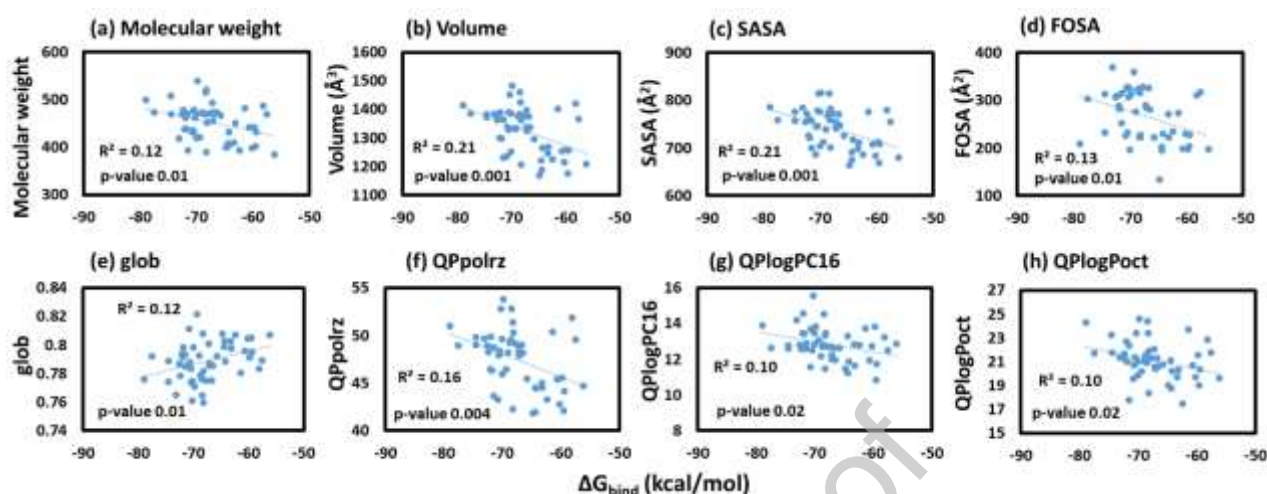 (a) Molecular weight
Molecular weight
600
500
400
300
R² = 0.12
p-value 0.01
-90 -80 -70 -60 -50
(b) Volume
Volume (Å³)
1600
1500
1400
1300
1200
1100
R² = 0.21
p-value 0.001
-90 -80 -70 -60 -50
(c) SASA
SASA (Å²)
900
800
700
600
R² = 0.21
p-value 0.001
-90 -80 -70 -60 -50
(d) FOSA
FOSA (Å²)
400
300
200
100
R² = 0.13
p-value 0.01
-90 -80 -70 -60 -50
(e) glob
glob
0.84
0.82
0.8
0.78
0.76
0.74
R² = 0.12
p-value 0.01
-90 -80 -70 -60 -50
(f) QPpolrz
QPpolrz
55
50
45
40
R² = 0.16
p-value 0.004
-90 -80 -70 -60 -50
(g) QPlogPC16
QPlogPC16
16
14
12
10
8
R² = 0.10
p-value 0.02
-90 -80 -70 -60 -50
(h) QPlogPoct
QPlogPoct
27
25
23
21
19
17
15
R² = 0.10
p-value 0.02
-90 -80 -70 -60 -50
ΔGbind (kcal/mol)